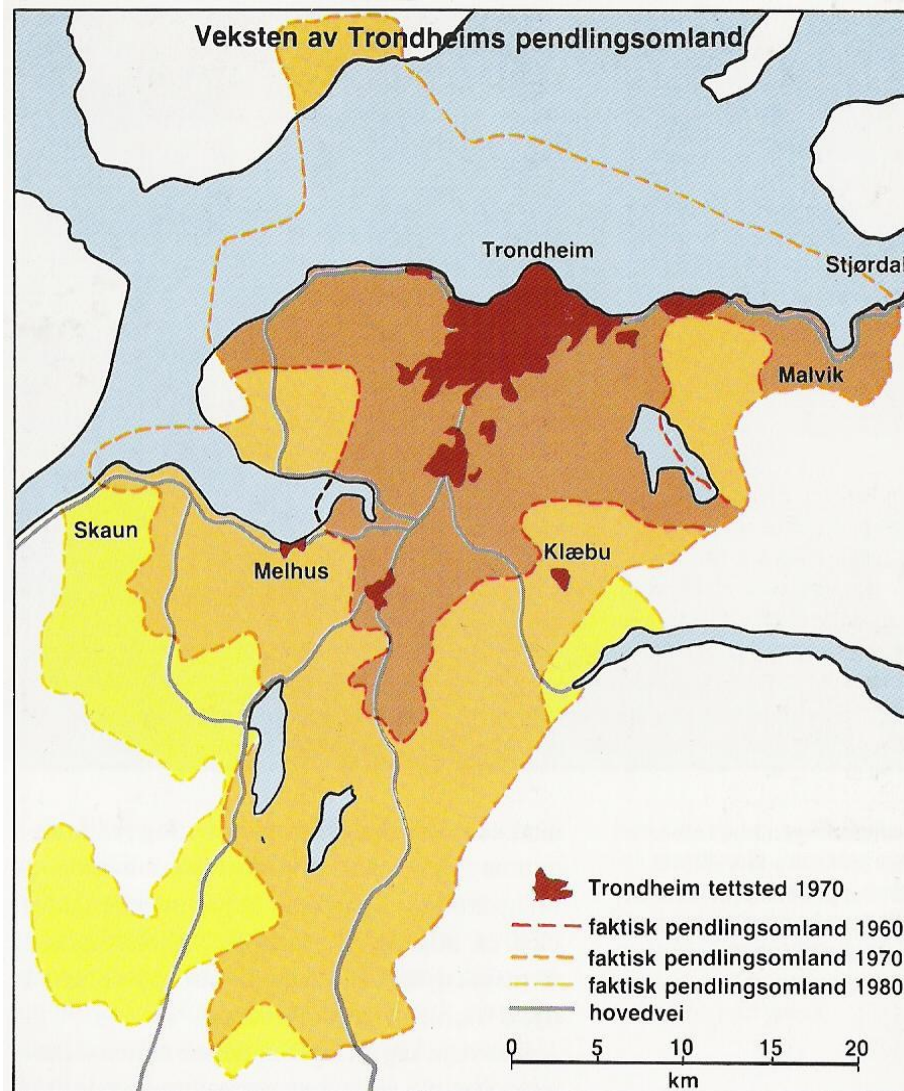 Veksten av Trondheims pendlingsomland
Trondheim
Stjørdal
Malvik
Skaun
Melhus
Klæbu
Trondheim tettsted 1970
faktisk pendlingsomland 1960
faktisk pendlingsomland 1970
faktisk pendlingsomland 1980
hovedvei
0 5 10 15 20
km